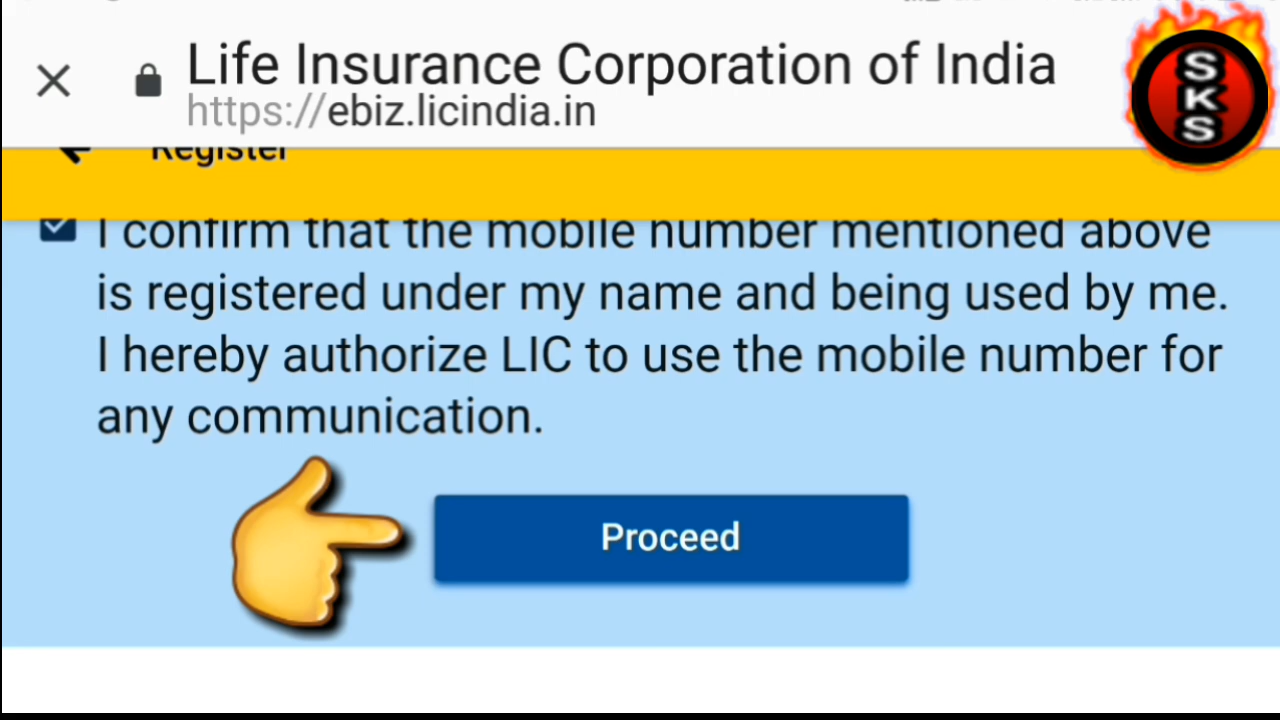 Life Insurance Corporation of India
https://ebiz.licindia.in
Register
I confirm that the mobile number mentioned above
is registered under my name and being used by me.
I hereby authorize LIC to use the mobile number for
any communication.
Proceed
S
K
S